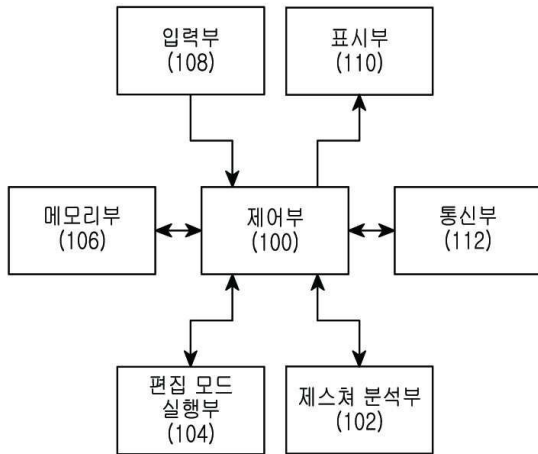 입력부
(108)
표시부
(110)
메모리부
(106)
제어부
(100)
통신부
(112)
편집 모드
실행부
(104)
제스쳐 분석부
(102)